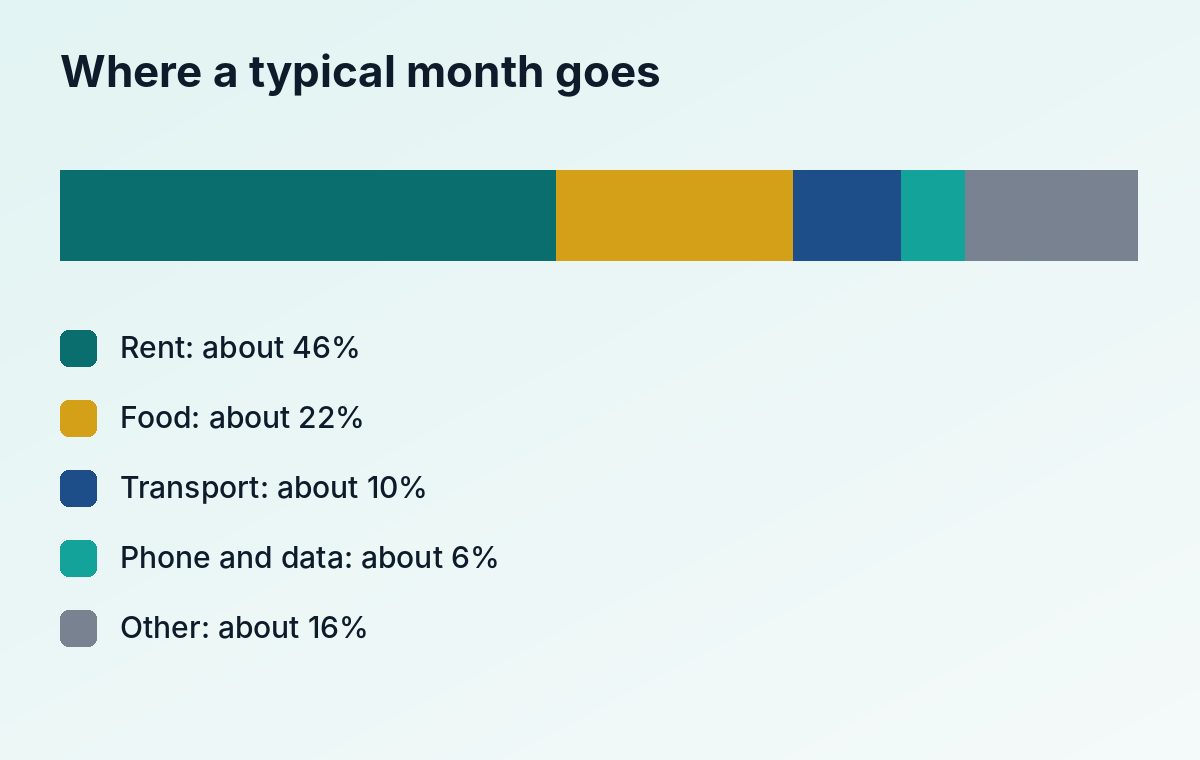 Where a typical month goes
Rent: about 46%
Food: about 22%
Transport: about 10%
Phone and data: about 6%
Other: about 16%